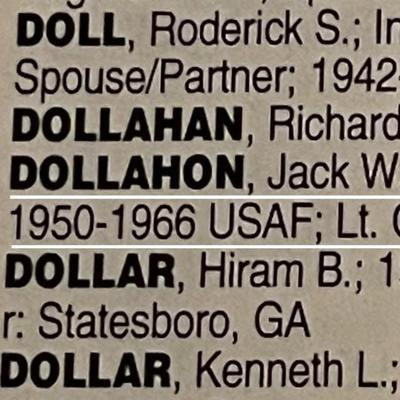 DOLL, Roderick S.; In
Spouse/Partner; 1942-
DOLLAHAN, Richard
DOLLAHON, Jack W
1950-1966 USAF; Lt.
DOLLAR, Hiram B.; 1
r: Statesboro, GA
DOLLAR, Kenneth L.;